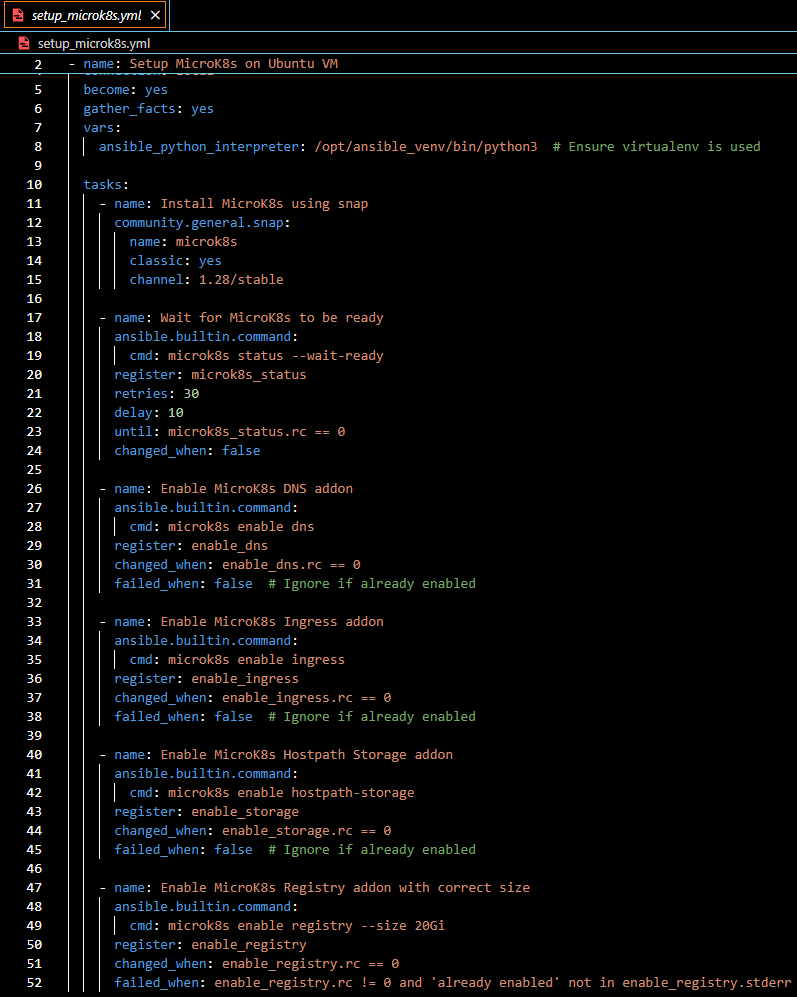 setup_microk8s.yml
setup_microk8s.yml
2 - name: Setup MicroK8s on Ubuntu VM
5 become: yes
6 gather_facts: yes
7 vars:
8 ansible_python_interpreter: /opt/ansible_venv/bin/python3 # Ensure virtualenv is used
9
10 tasks:
11 - name: Install MicroK8s using snap
12 community.general.snap:
13 name: microk8s
14 classic: yes
15 channel: 1.28/stable
16
17 - name: Wait for MicroK8s to be ready
18 ansible.builtin.command:
19 cmd: microk8s status --wait-ready
20 register: microk8s_status
21 retries: 30
22 delay: 10
23 until: microk8s_status.rc == 0
24 changed_when: false
25
26 - name: Enable MicroK8s DNS addon
27 ansible.builtin.command:
28 cmd: microk8s enable dns
29 register: enable_dns
30 changed_when: enable_dns.rc == 0
31 failed_when: false # Ignore if already enabled
32
33 - name: Enable MicroK8s Ingress addon
34 ansible.builtin.command:
35 cmd: microk8s enable ingress
36 register: enable_ingress
37 changed_when: enable_ingress.rc == 0
38 failed_when: false # Ignore if already enabled
39
40 - name: Enable MicroK8s Hostpath Storage addon
41 ansible.builtin.command:
42 cmd: microk8s enable hostpath-storage
43 register: enable_storage
44 changed_when: enable_storage.rc == 0
45 failed_when: false # Ignore if already enabled
46
47 - name: Enable MicroK8s Registry addon with correct size
48 ansible.builtin.command:
49 cmd: microk8s enable registry --size 20Gi
50 register: enable_registry
51 changed_when: enable_registry.rc == 0
52 failed_when: enable_registry.rc != 0 and 'already enabled' not in enable_registry.stderr